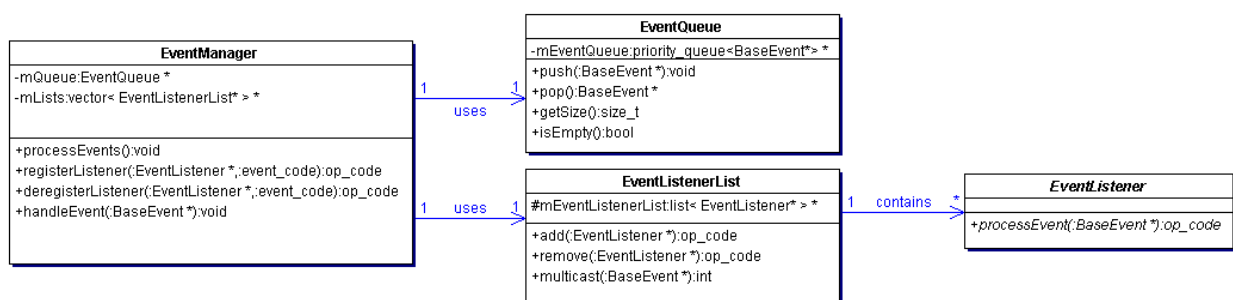 EventManager
-mQueue:EventQueue *
-mLists:vector< EventListenerList* > *
+processEvents():void
+registerListener(:EventListener *,:event_code):op_code
+deregisterListener(:EventListener *,:event_code):op_code
+handleEvent(:BaseEvent *):void
1
uses
1
EventQueue
-mEventQueue:priority_queue<BaseEvent*> *
+push(:BaseEvent *):void
+pop():BaseEvent *
+getSize():size_t
+isEmpty():bool
1
uses
1
EventListenerList
#mEventListenerList:list< EventListener* > *
+add(:EventListener *):op_code
+remove(:EventListener *):op_code
+multicast(:BaseEvent *):int
1
contains
*
EventListener
+processEvent(:BaseEvent *):op_code